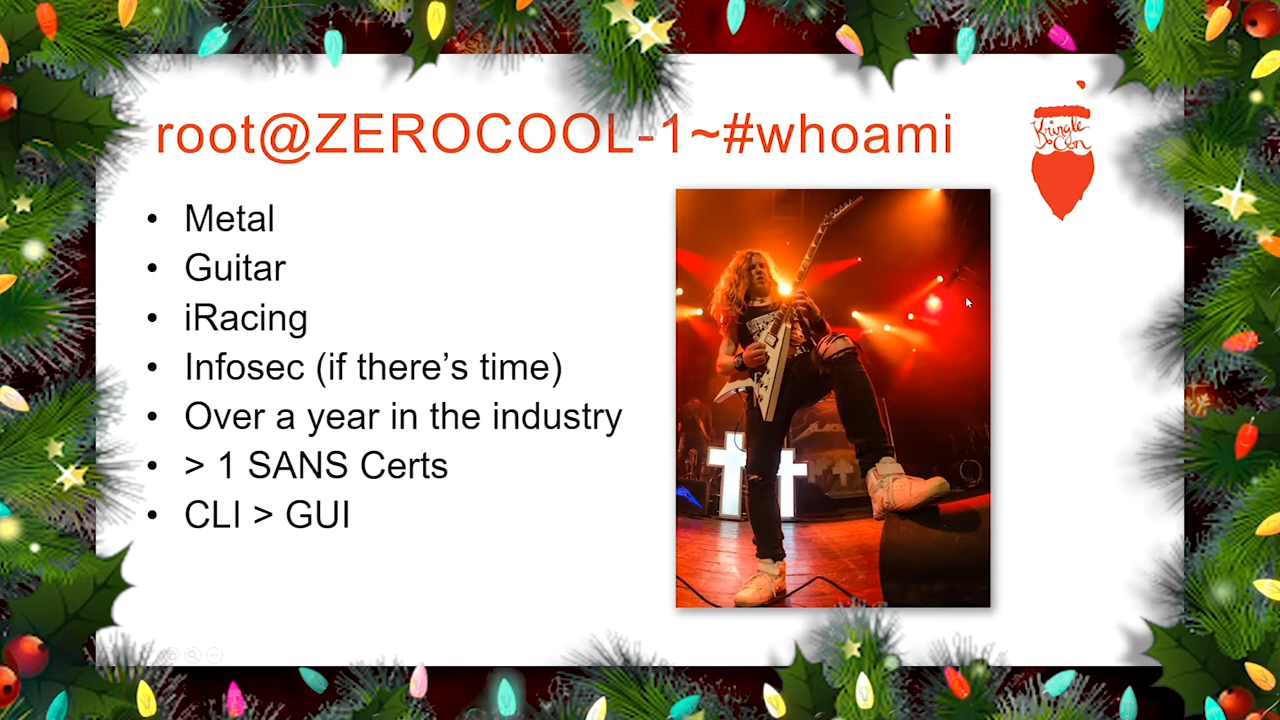 root@ZEROCOOL-1~#whoami
Kringle
Con
• Metal
• Guitar
• iRacing
• Infosec (if there’s time)
• Over a year in the industry
• > 1 SANS Certs
• CLI > GUI